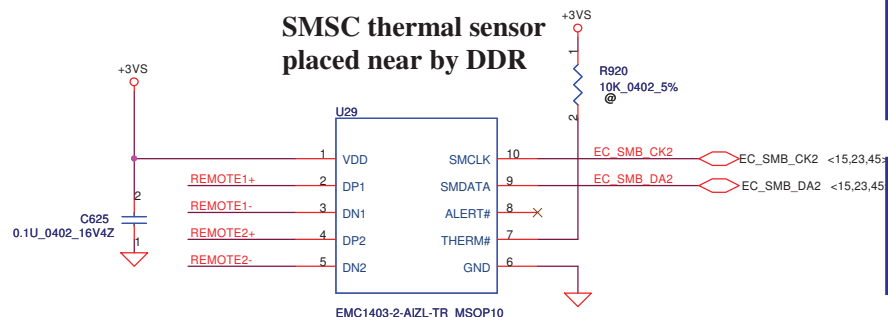 SMSC thermal sensor
placed near by DDR
+3VS
+3VS
1
R920
10K_0402_5%
@
2
U29
1 VDD SMCLK 10 EC_SMB_CK2 EC_SMB_CK2 <15,23,45>
REMOTE1+ 2 DP1 SMDATA 9 EC_SMB_DA2 EC_SMB_DA2 <15,23,45>
REMOTE1- 3 DN1 ALERT# 8
REMOTE2+ 4 DP2 THERM# 7
REMOTE2- 5 DN2 GND 6
2
C625
0.1U_0402_16V4Z
1
EMC1403-2-AIZL-TR_MSOP10